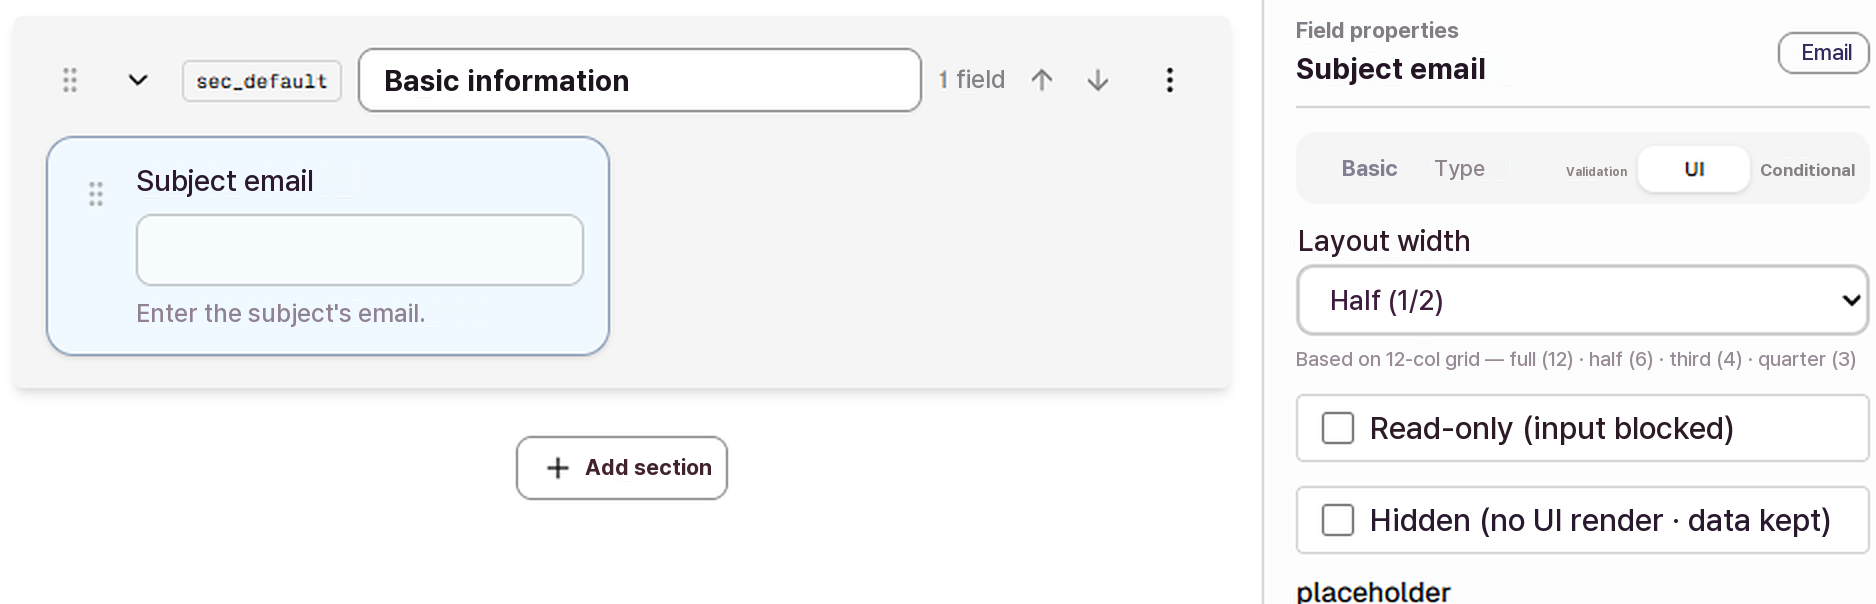 sec_default
Basic information
1 field
Subject email
Enter the subject's email.
Add section
Field properties
Subject email
Email
Basic
Type
Validation
UI
Conditional
Layout width
Half (1/2)
Based on 12-col grid — full (12) · half (6) · third (4) · quarter (3)
Read-only (input blocked)
Hidden (no UI render · data kept)
placeholder